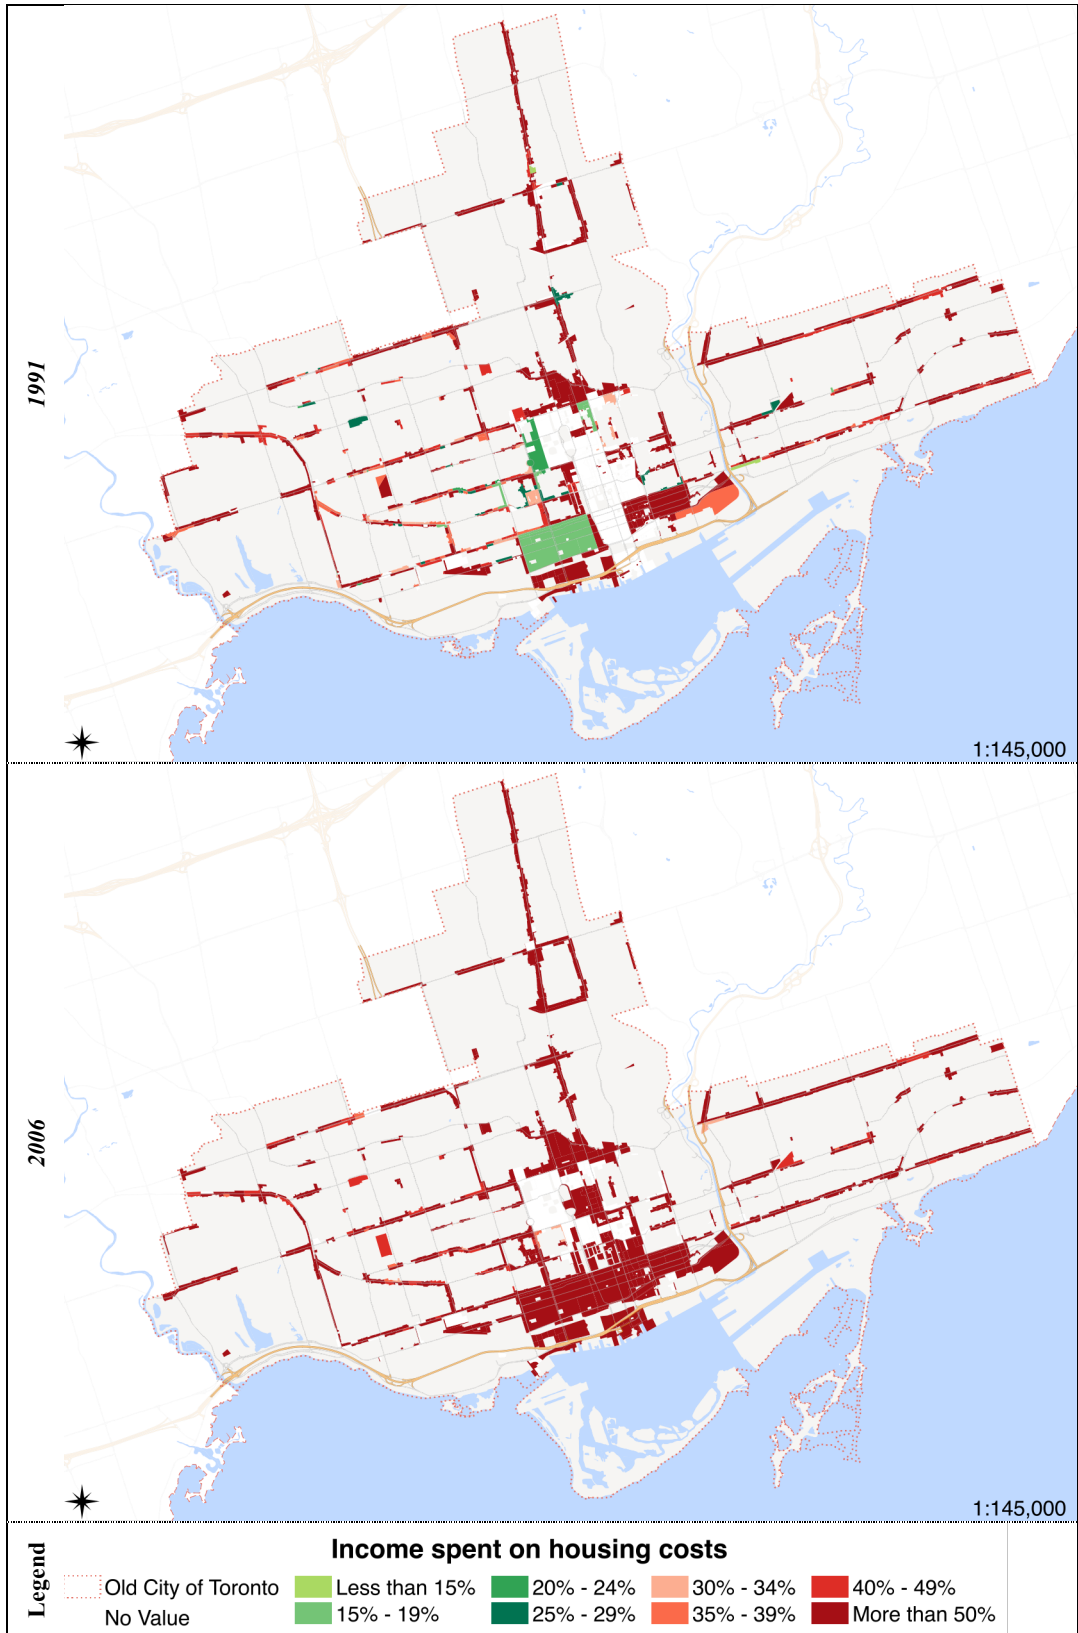 1991
1:145,000
2006
1:145,000
Legend
Income spent on housing costs
Old City of Toronto
Less than 15%
20% - 24%
30% - 34%
40% - 49%
No Value
15% - 19%
25% - 29%
35% - 39%
More than 50%